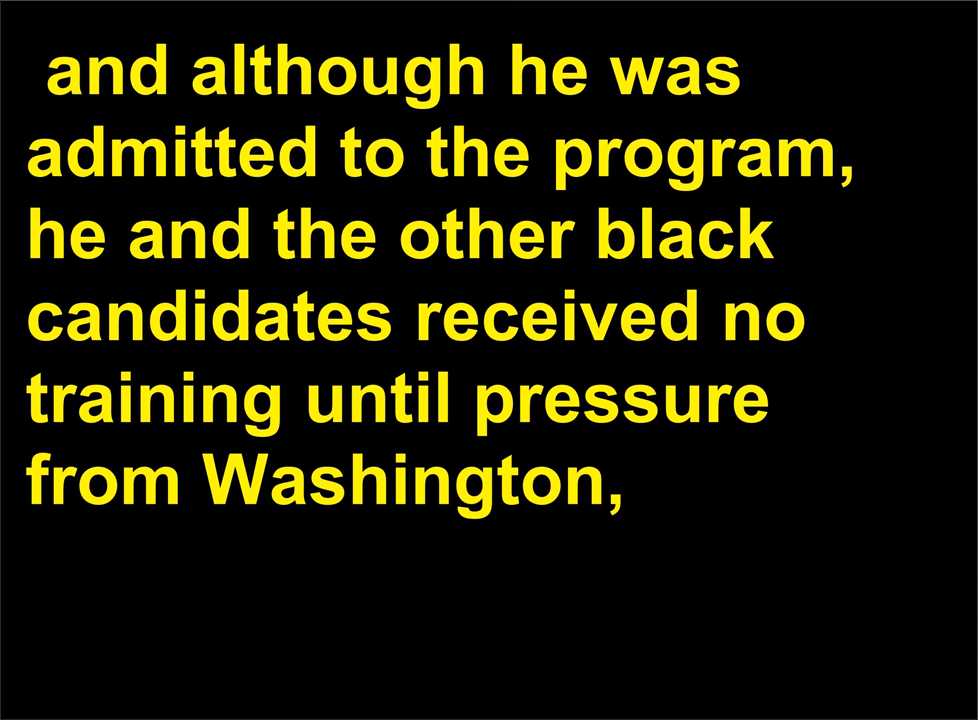 and although he was
admitted to the program,
he and the other black
candidates received no
training until pressure
from Washington,